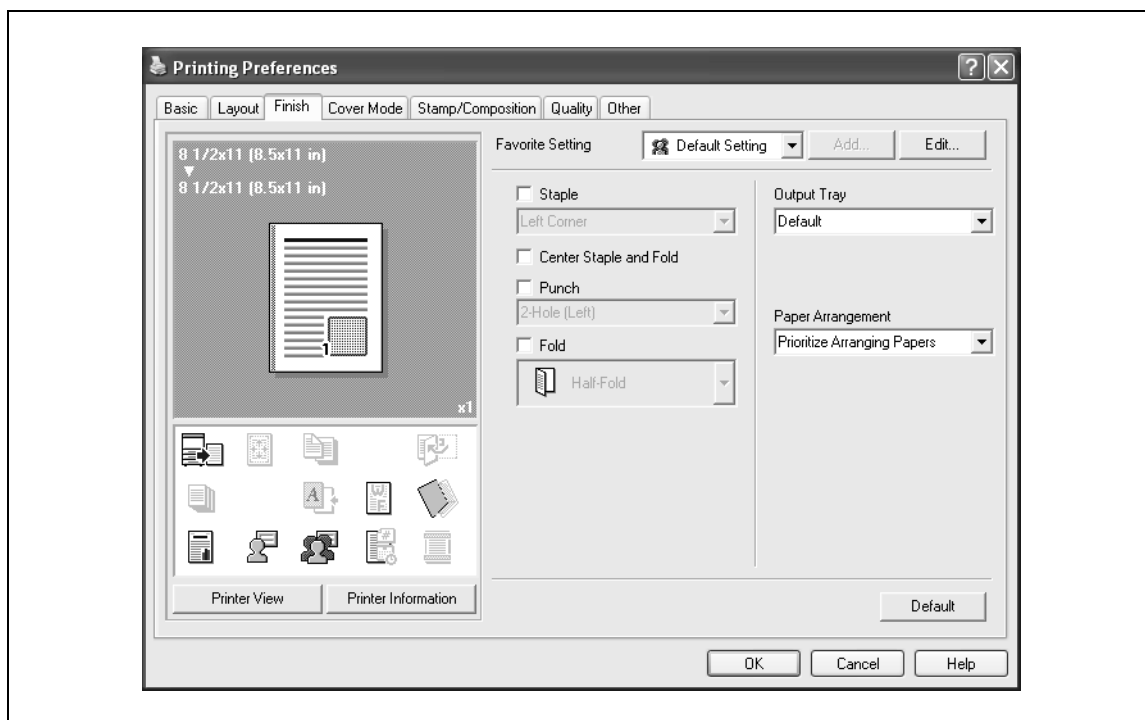 Printing Preferences
Basic Layout Finish Cover Mode Stamp/Composition Quality Other
8 1/2x11 (8.5x11 in)
8 1/2x11 (8.5x11 in)
1
x1
Printer View Printer Information
Favorite Setting Default Setting Add... Edit...
Staple
Left Corner
Center Staple and Fold
Punch
2-Hole (Left)
Fold
Half-Fold
Output Tray
Default
Paper Arrangement
Prioritize Arranging Papers
Default
OK Cancel Help